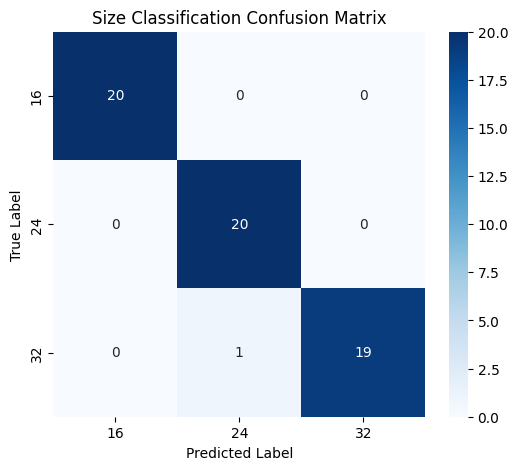 Size Classification Confusion Matrix
20.0
16 20 0 0
17.5
15.0
12.5
True Label
24 0 20 0
10.0
7.5
5.0
32 0 1 19
2.5
0.0
16 24 32
Predicted Label